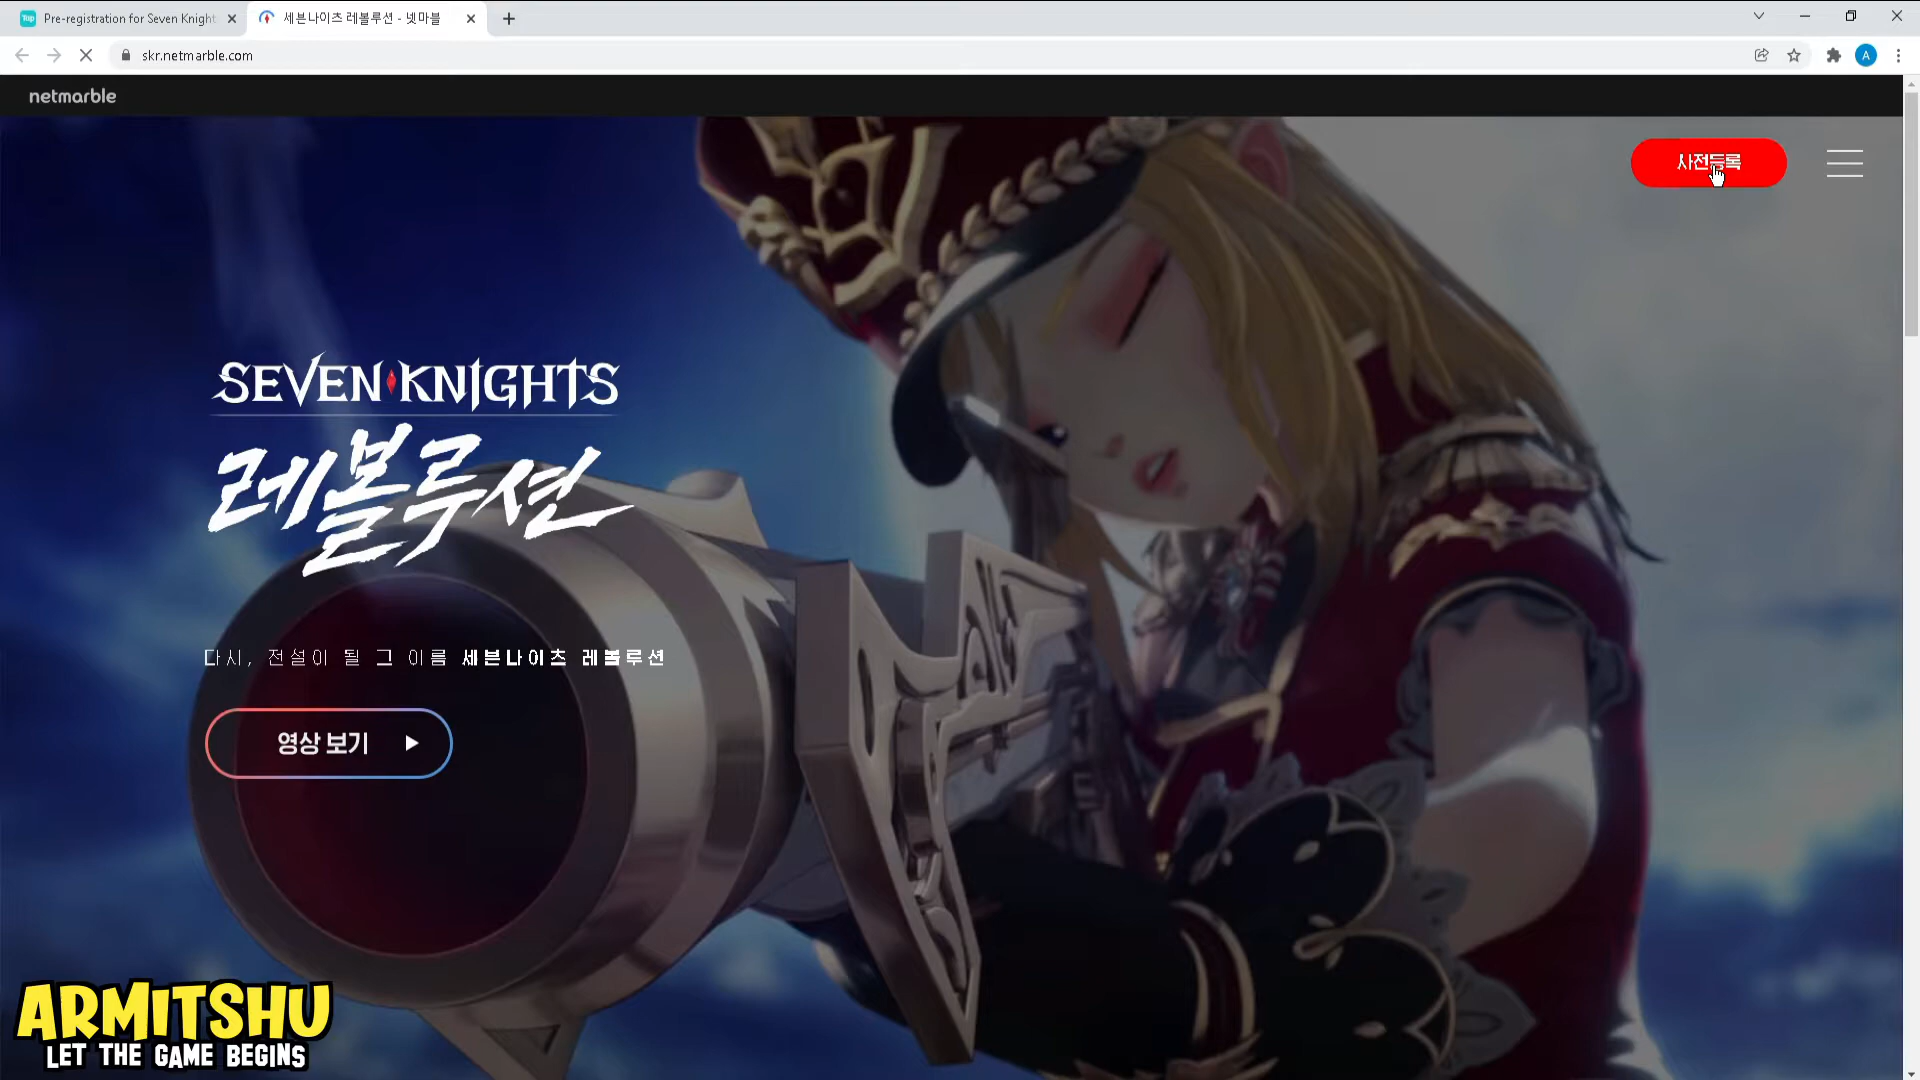 Pre-registration for Seven Knight
세븐나이츠 레볼루션 - 넷마블
skr.netmarble.com
A
netmarble
사전등록
SEVEN KNIGHTS
레볼루션
다시, 전설이 될 그 이름 세븐나이츠 레볼루션
영상 보기
ARMITSHU
LET THE GAME BEGINS